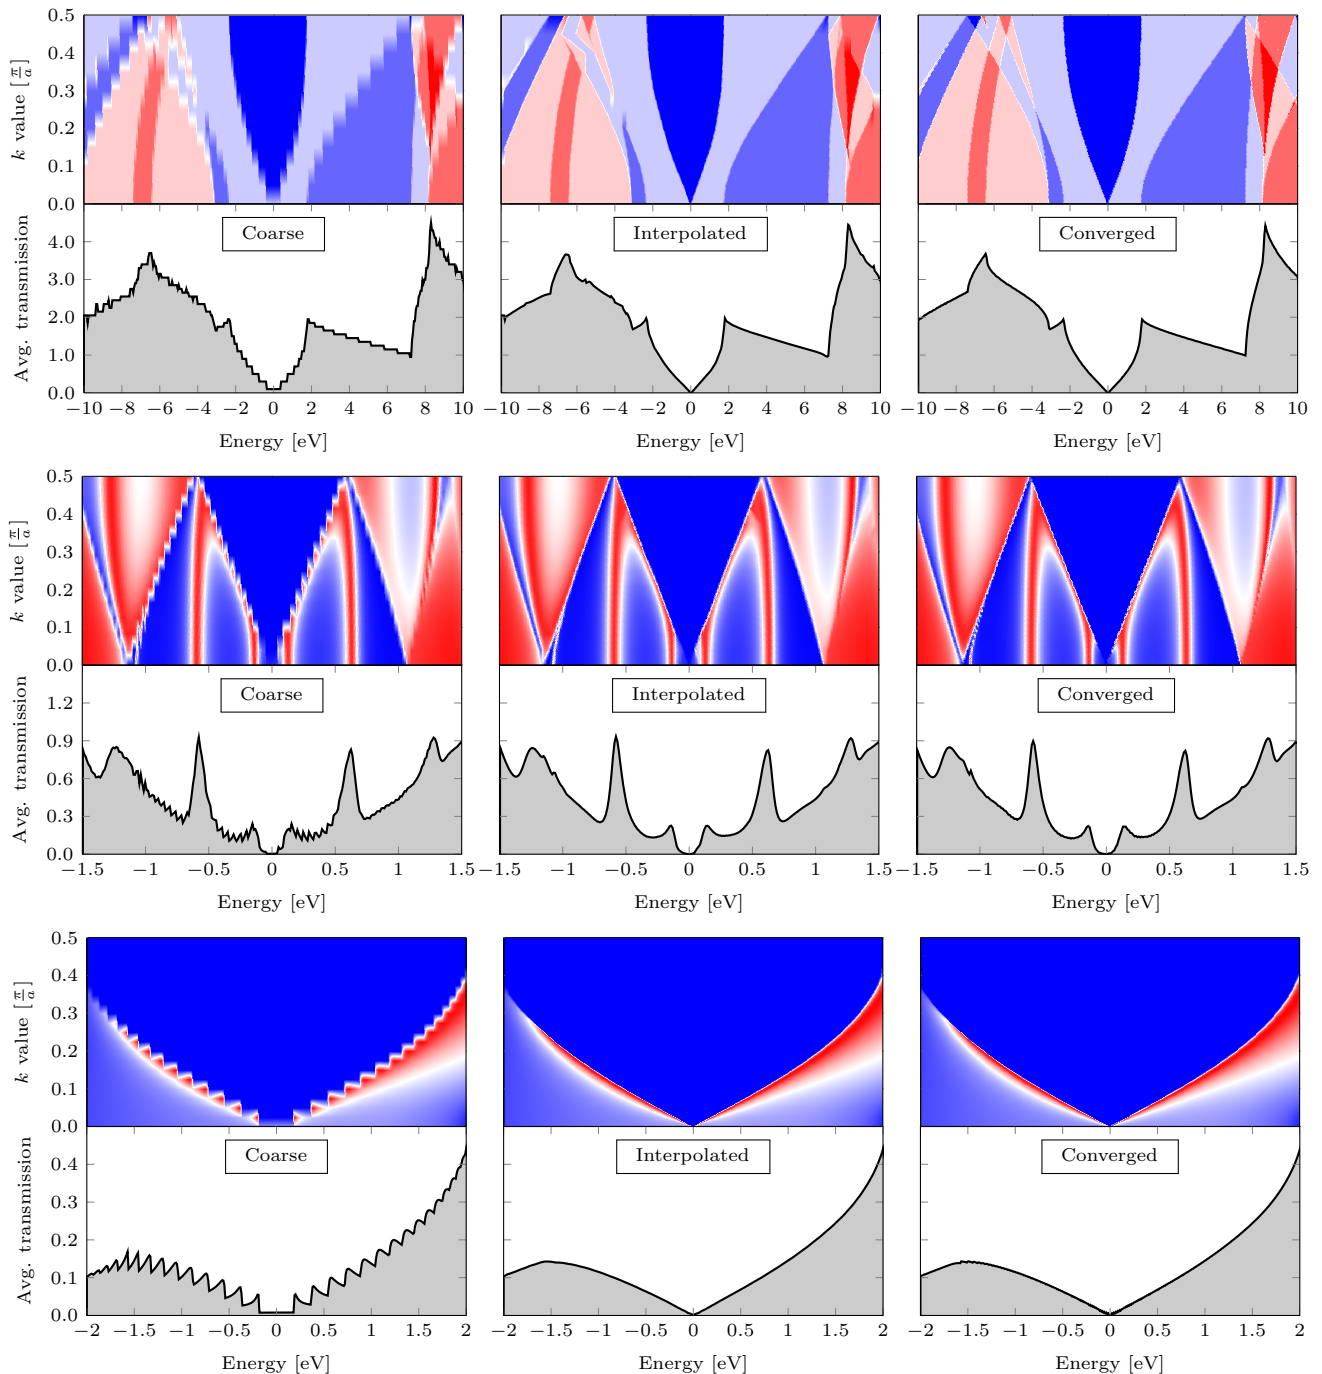 0.5
0.4
0.3
0.2
0.1
0.0
k value [π/a]
4.0
3.0
2.0
1.0
0.0
Avg. transmission
Coarse Interpolated Converged
−10 −8 −6 −4 −2 0 2 4 6 8 10 −10 −8 −6 −4 −2 0 2 4 6 8 10 −10 −8 −6 −4 −2 0 2 4 6 8 10
Energy [eV] Energy [eV] Energy [eV]
0.5
0.4
0.3
0.2
0.1
0.0
k value [π/a]
1.2
0.9
0.6
0.3
0.0
Avg. transmission
Coarse Interpolated Converged
−1.5 −1 −0.5 0 0.5 1 1.5 −1.5 −1 −0.5 0 0.5 1 1.5 −1.5 −1 −0.5 0 0.5 1 1.5
Energy [eV] Energy [eV] Energy [eV]
0.5
0.4
0.3
0.2
0.1
0.0
k value [π/a]
0.4
0.3
0.2
0.1
0.0
Avg. transmission
Coarse Interpolated Converged
−2 −1.5 −1 −0.5 0 0.5 1 1.5 2 −2 −1.5 −1 −0.5 0 0.5 1 1.5 2 −2 −1.5 −1 −0.5 0 0.5 1 1.5 2
Energy [eV] Energy [eV] Energy [eV]